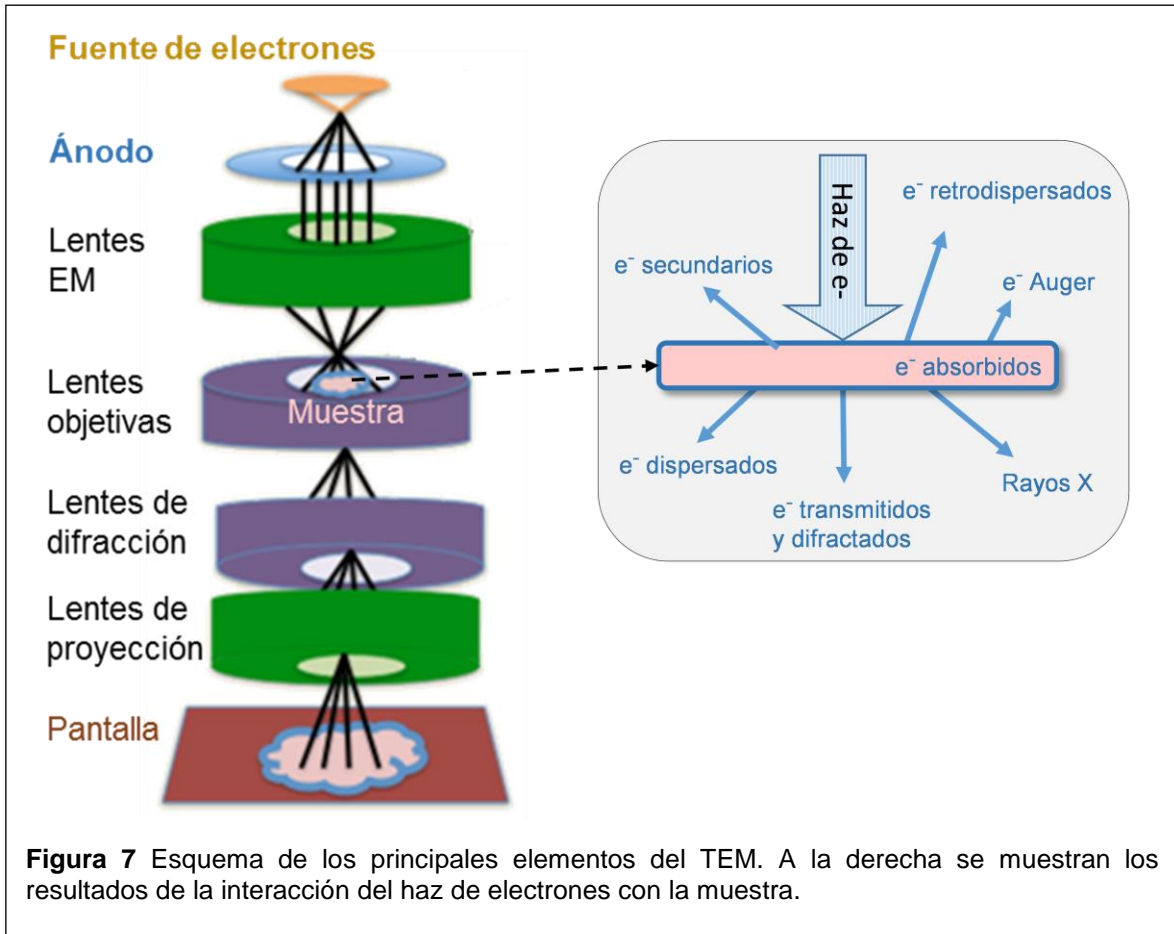 Fuente de electrones
Ánodo
Lentes
EM
Lentes
objetivas
Muestra
Lentes de
difracción
Lentes de
proyección
Pantalla
Haz de e-
e⁻ retrodispersados
e⁻ secundarios
e⁻ Auger
e⁻ absorbidos
e⁻ dispersados
e⁻ transmitidos
y difractados
Rayos X
Figura 7 Esquema de los principales elementos del TEM. A la derecha se muestran los
resultados de la interacción del haz de electrones con la muestra.